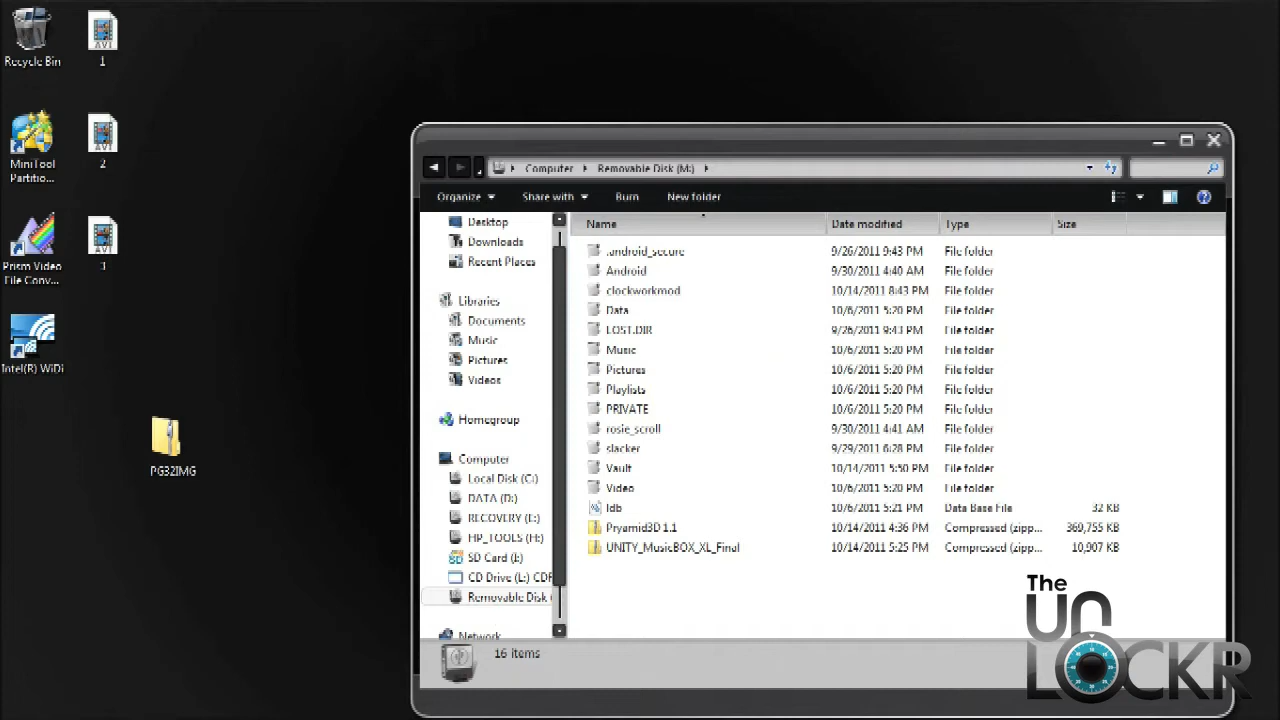 Recycle Bin
1
MiniTool
Partitio...
2
Prism Video
File Conv...
3
Intel(R) WiDi
PG32IMG
Computer
Removable Disk (M:)
Organize
Share with
Burn
New folder
Desktop
Downloads
Recent Places
Libraries
Documents
Music
Pictures
Videos
Homegroup
Computer
Local Disk (C:)
DATA (D:)
RECOVERY (E:)
HP_TOOLS (H:)
SD Card (I:)
CD Drive (L:) CDF
Removable Disk (
Network
Name Date modified Type Size
.android_secure 9/26/2011 9:43 PM File folder
Android 9/30/2011 4:40 AM File folder
clockworkmod 10/14/2011 8:43 PM File folder
Data 10/6/2011 5:20 PM File folder
LOST.DIR 9/26/2011 9:43 PM File folder
Music 10/6/2011 5:20 PM File folder
Pictures 10/6/2011 5:20 PM File folder
Playlists 10/6/2011 5:20 PM File folder
PRIVATE 10/6/2011 5:20 PM File folder
rosie_scroll 9/30/2011 4:41 AM File folder
slacker 9/29/2011 6:28 PM File folder
Vault 10/14/2011 5:50 PM File folder
Video 10/6/2011 5:20 PM File folder
ldb 10/6/2011 5:21 PM Data Base File 32 KB
Pryamid3D 1.1 10/14/2011 4:36 PM Compressed (zipp... 369,755 KB
UNITY_MusicBOX_XL_Final 10/14/2011 5:25 PM Compressed (zipp... 10,907 KB
16 items
The
UN
LOCKR